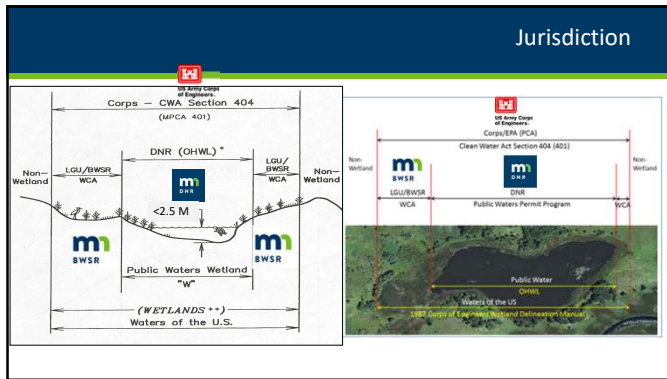 Jurisdiction
US Army Corps
of Engineers.
Corps – CWA Section 404
(MPCA 401)
DNR (OHWL) *
LGU/BWSR
WCA
LGU/
BWSR
WCA
Non-
Wetland
Non-
Wetland
DNR
<2.5 M
BWSR
BWSR
Public Waters Wetland
"W"
(WETLANDS ++)
Waters of the U.S.
US Army Corps
of Engineers.
Corps/EPA (PCA)
Clean Water Act Section 404 (401)
Non-
Wetland
Non-
Wetland
BWSR
DNR
LGU/BWSR
DNR
WCA
Public Waters Permit Program
WCA
Public Water
OHWL
Waters of the US
1987 Corps of Engineers Wetland Delineation Manual